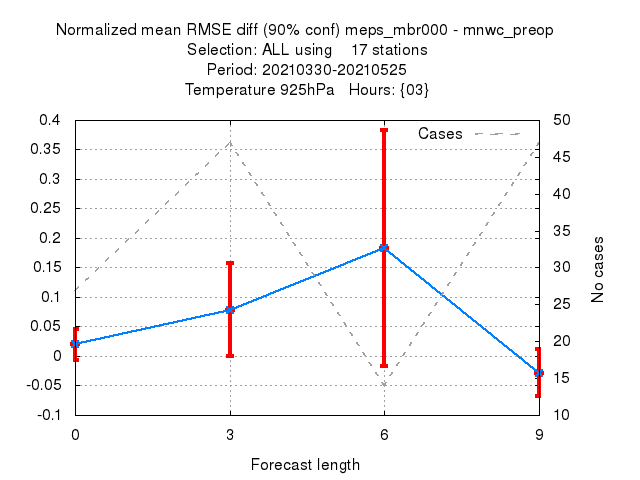 Normalized mean RMSE diff (90% conf) meps_mbr000 - mnwc_preop
Selection: ALL using 17 stations
Period: 20210330-20210525
Temperature 925hPa Hours: {03}
Cases
0.4
0.35
0.3
0.25
0.2
0.15
0.1
0.05
0
-0.05
-0.1
50
45
40
35
30
25
20
15
10
No cases
0 3 6 9
Forecast length